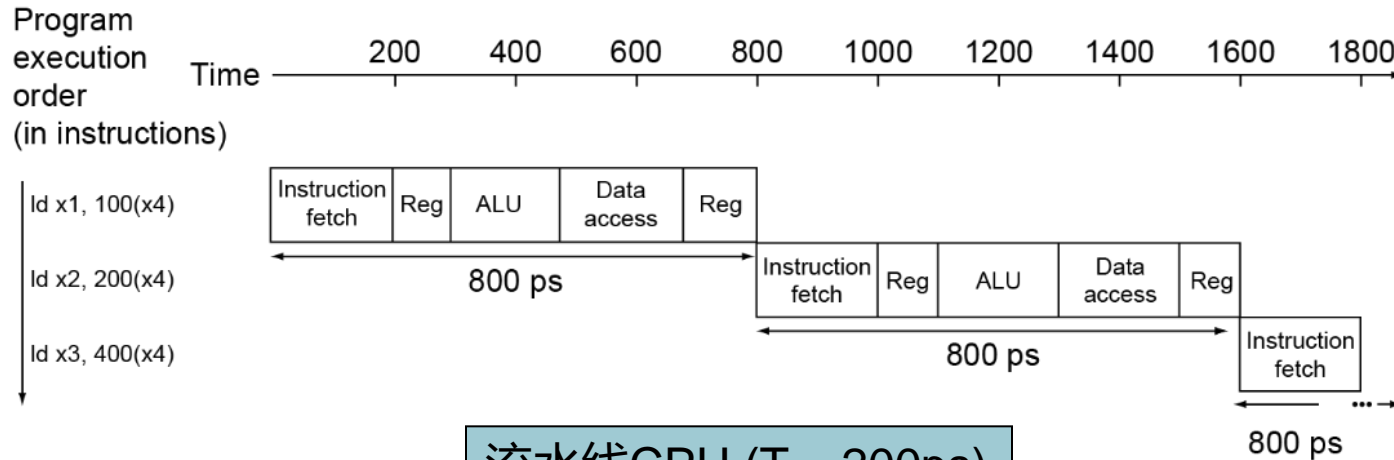 Program
execution
order
(in instructions)
Time
200 400 600 800 1000 1200 1400 1600 1800
ld x1, 100(x4)
Instruction
fetch
Reg
ALU
Data
access
Reg
800 ps
ld x2, 200(x4)
Instruction
fetch
Reg
ALU
Data
access
Reg
800 ps
ld x3, 400(x4)
Instruction
fetch
...
800 ps